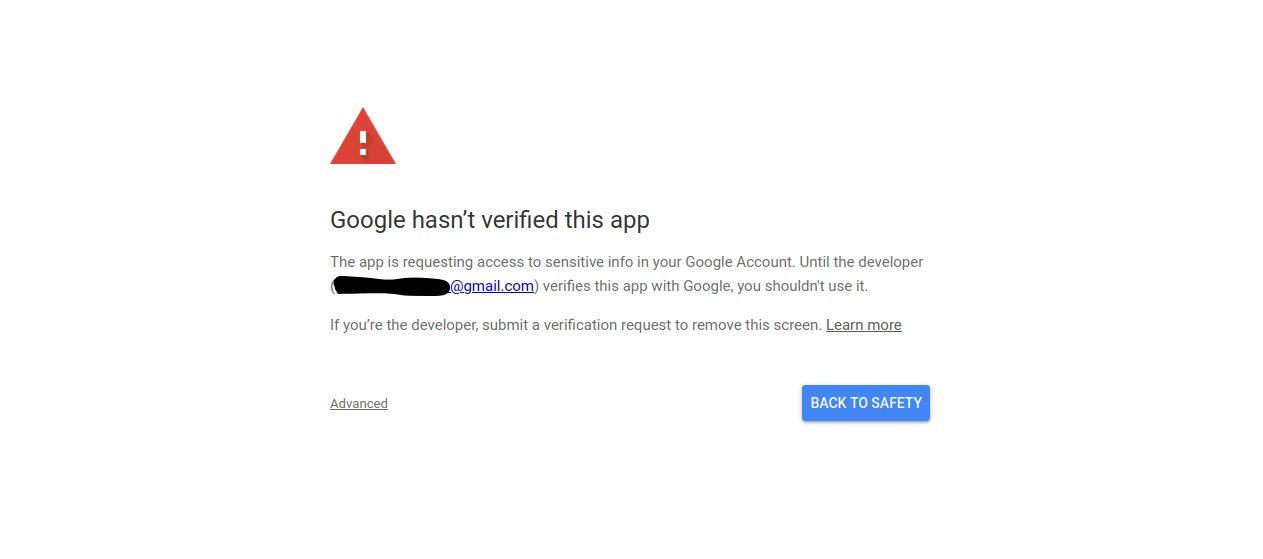 Google hasn’t verified this app
The app is requesting access to sensitive info in your Google Account. Until the developer
(@gmail.com) verifies this app with Google, you shouldn't use it.
If you’re the developer, submit a verification request to remove this screen. Learn more
Advanced
BACK TO SAFETY